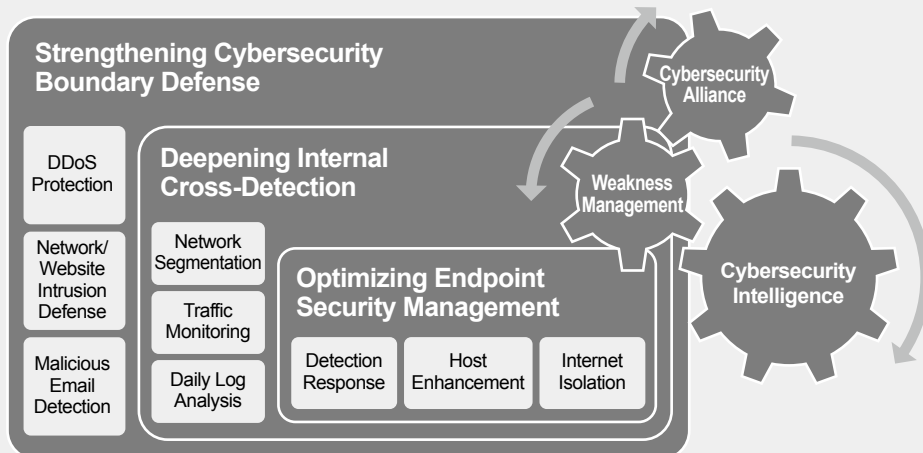 Strengthening Cybersecurity
Boundary Defense
DDoS
Protection
Network/
Website
Intrusion
Defense
Malicious
Email
Detection
Deepening Internal
Cross-Detection
Network
Segmentation
Traffic
Monitoring
Daily Log
Analysis
Optimizing Endpoint
Security Management
Detection
Response
Host
Enhancement
Internet
Isolation
Cybersecurity
Alliance
Weakness
Management
Cybersecurity
Intelligence